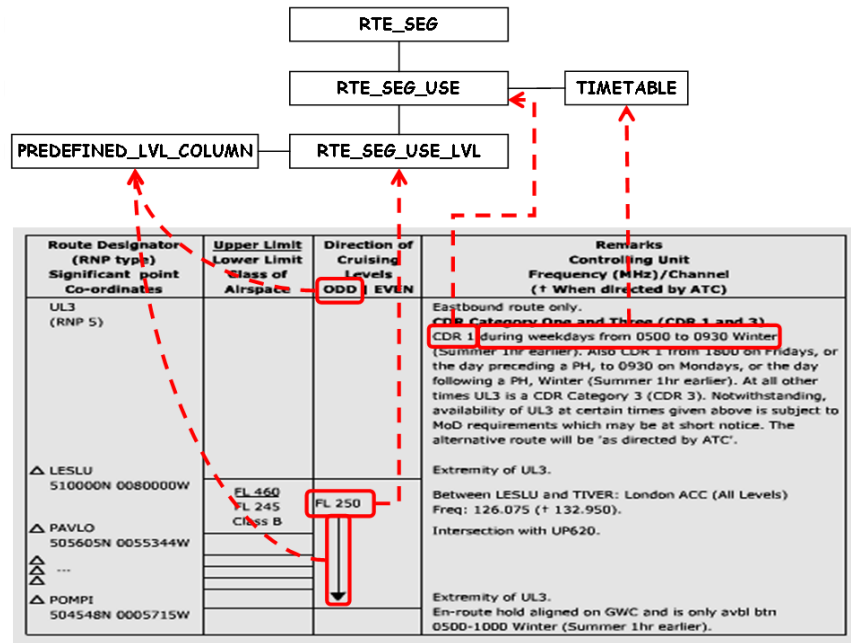 RTE_SEG
RTE_SEG_USE
TIMETABLE
PREDEFINED_LVL_COLUMN
RTE_SEG_USE_LVL
Route Designator
(RNP type)
Significant point
Co-ordinates
Upper Limit
Lower Limit
Class of
Airspace
Direction of
Cruising
Levels
ODD | EVEN
Remarks
Controlling Unit
Frequency (MHz)/Channel
(† When directed by ATC)
UL3
(RNP 5)
Eastbound route only.
CDR Category One and Three (CDR 1 and 3)
CDR 1 during weekdays from 0500 to 0930 Winter
(Summer 1hr earlier). Also CDR 1 from 1800 on Fridays, or
the day preceding a PH, to 0930 on Mondays, or the day
following a PH, Winter (Summer 1hr earlier). At all other
times UL3 is a CDR Category 3 (CDR 3). Notwithstanding,
availability of UL3 at certain times given above is subject to
MoD requirements which may be at short notice. The
alternative route will be 'as directed by ATC'.
LESLU
510000N 0080000W
Extremity of UL3.
FL 460
FL 245
Class B
FL 250
Between LESLU and TIVER: London ACC (All Levels)
Freq: 126.075 († 132.950).
PAVLO
505605N 0055344W
Intersection with UP620.
---
POMPI
504548N 0005715W
Extremity of UL3.
En-route hold aligned on GWC and is only avbl btn
0500-1000 Winter (Summer 1hr earlier).